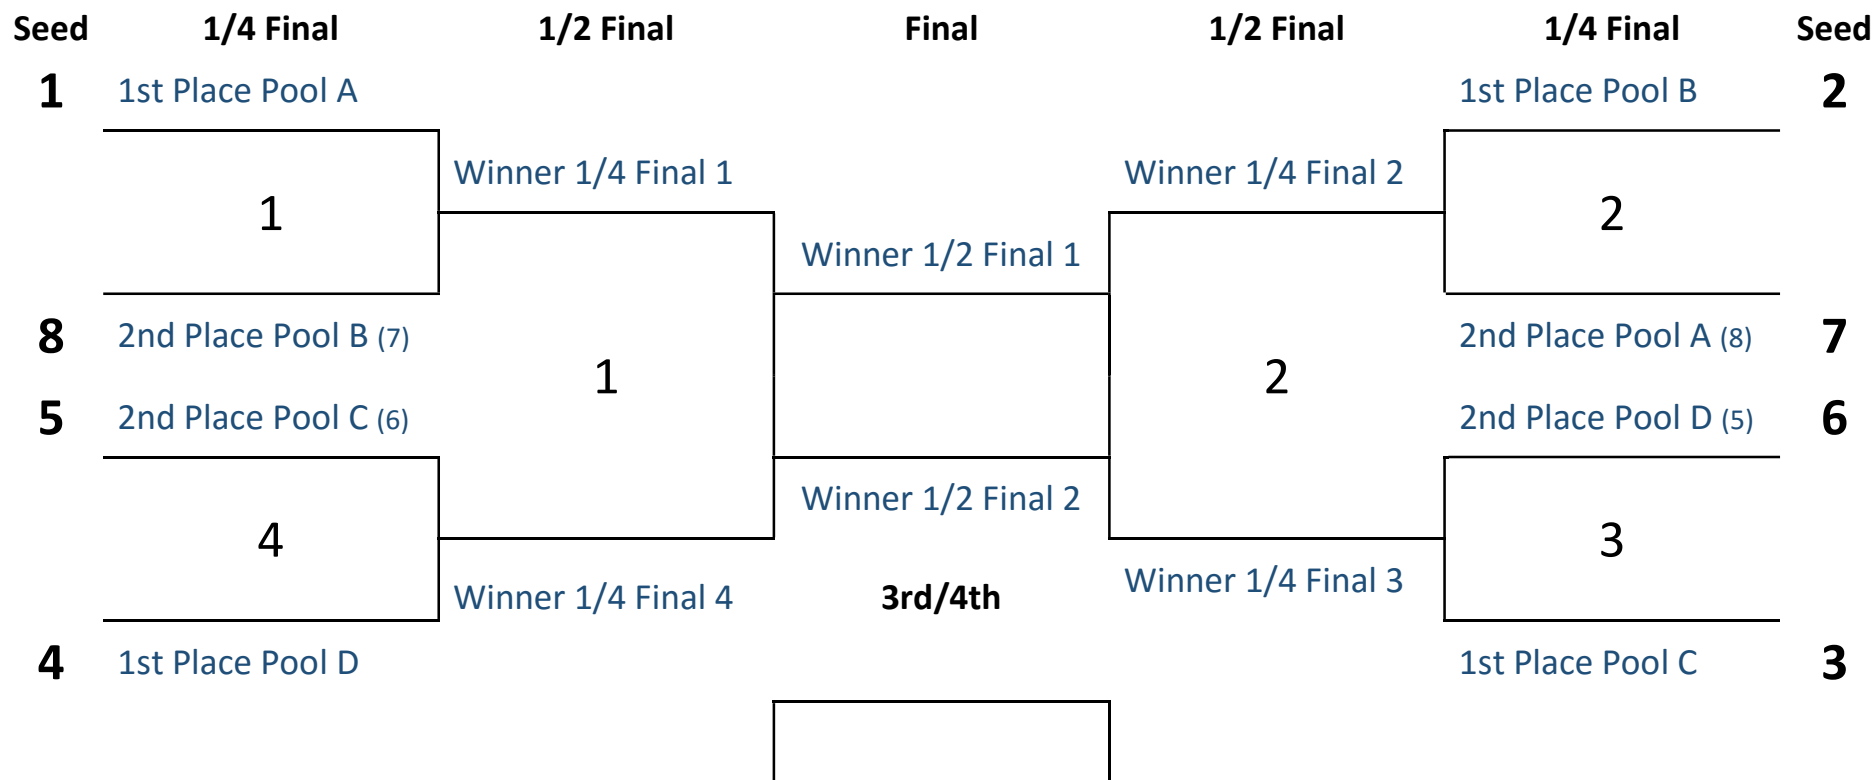 Seed 1/4 Final 1/2 Final Final 1/2 Final 1/4 Final Seed
1 1st Place Pool A 1st Place Pool B 2
Winner 1/4 Final 1 Winner 1/4 Final 2
1 2
Winner 1/2 Final 1
8 2nd Place Pool B (7) 2nd Place Pool A (8) 7
1 2
5 2nd Place Pool C (6) 2nd Place Pool D (5) 6
Winner 1/2 Final 2
4 3
Winner 1/4 Final 4 3rd/4th Winner 1/4 Final 3
4 1st Place Pool D 1st Place Pool C 3